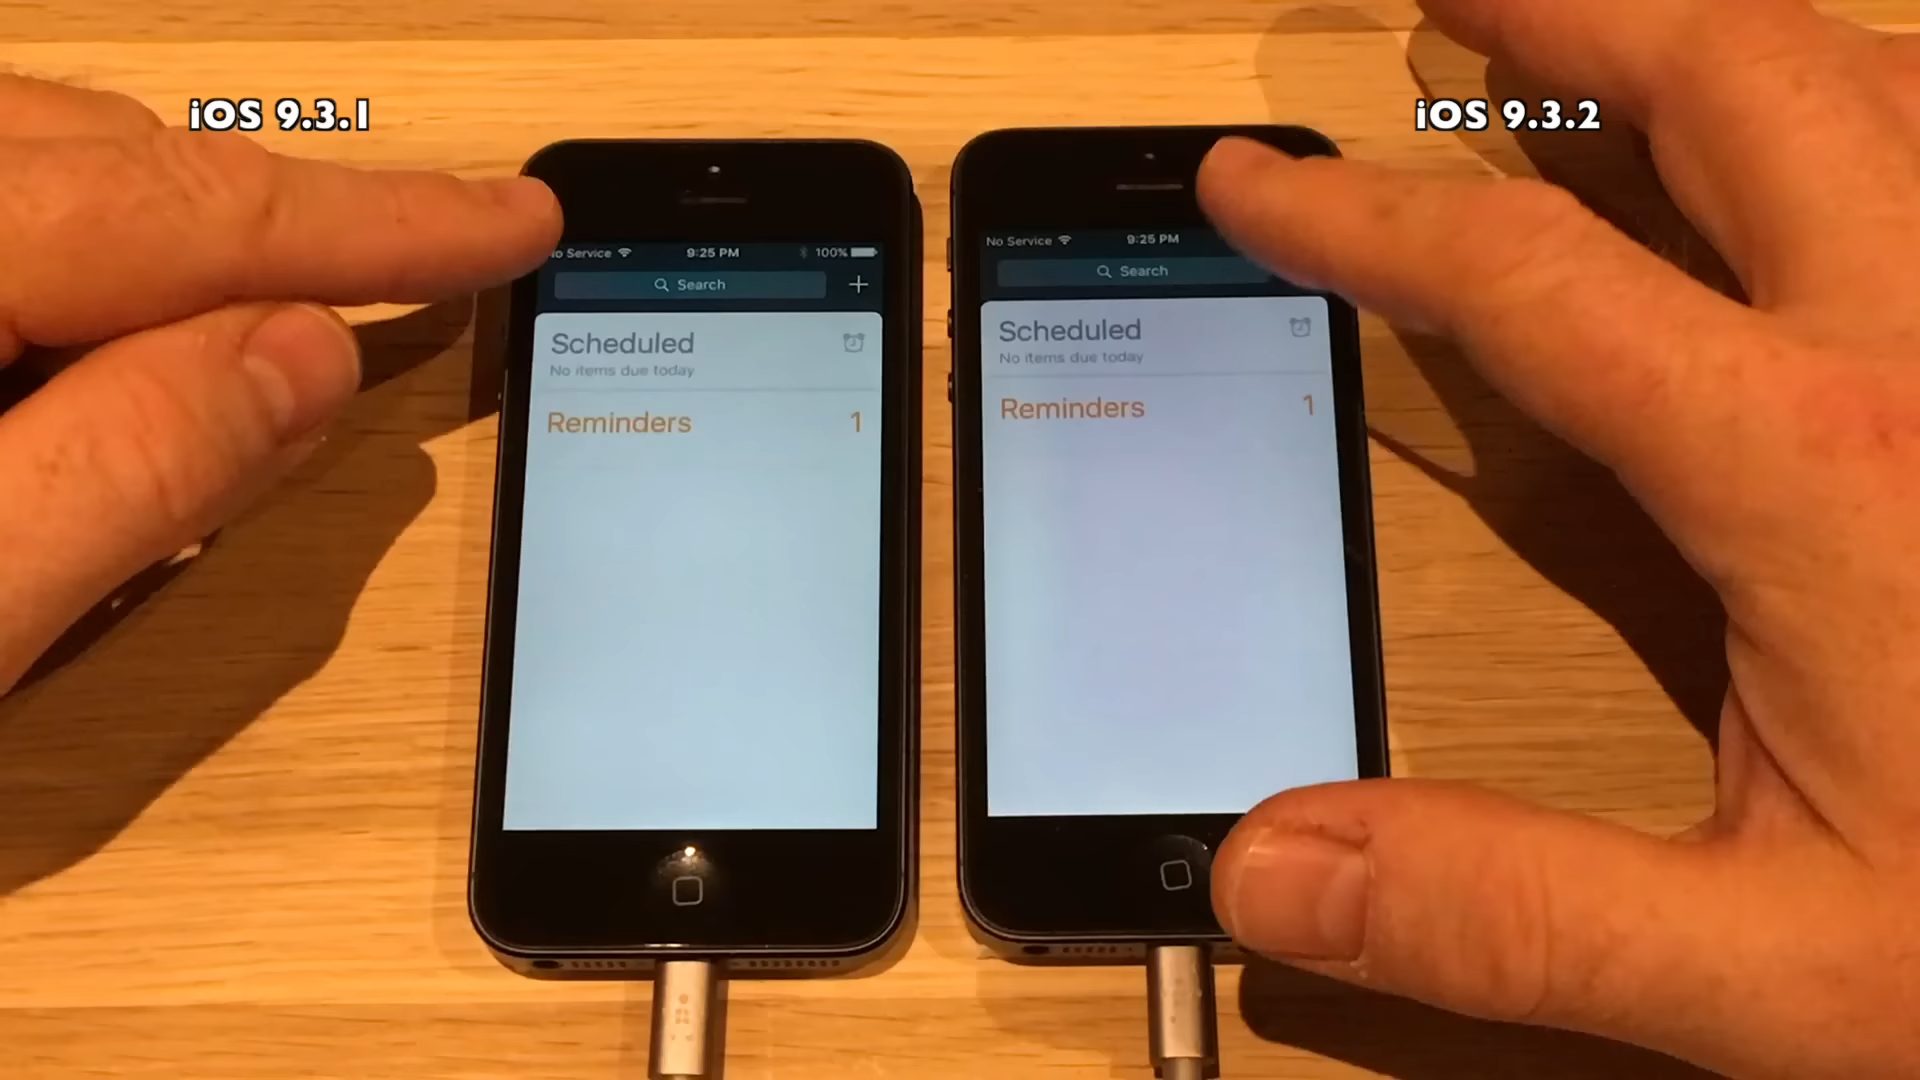 iOS 9.3.1
iOS 9.3.2
o Service 9:25 PM 100%
Search
Scheduled
No items due today
Reminders 1
No Service 9:25 PM
Search
Scheduled
No items due today
Reminders 1